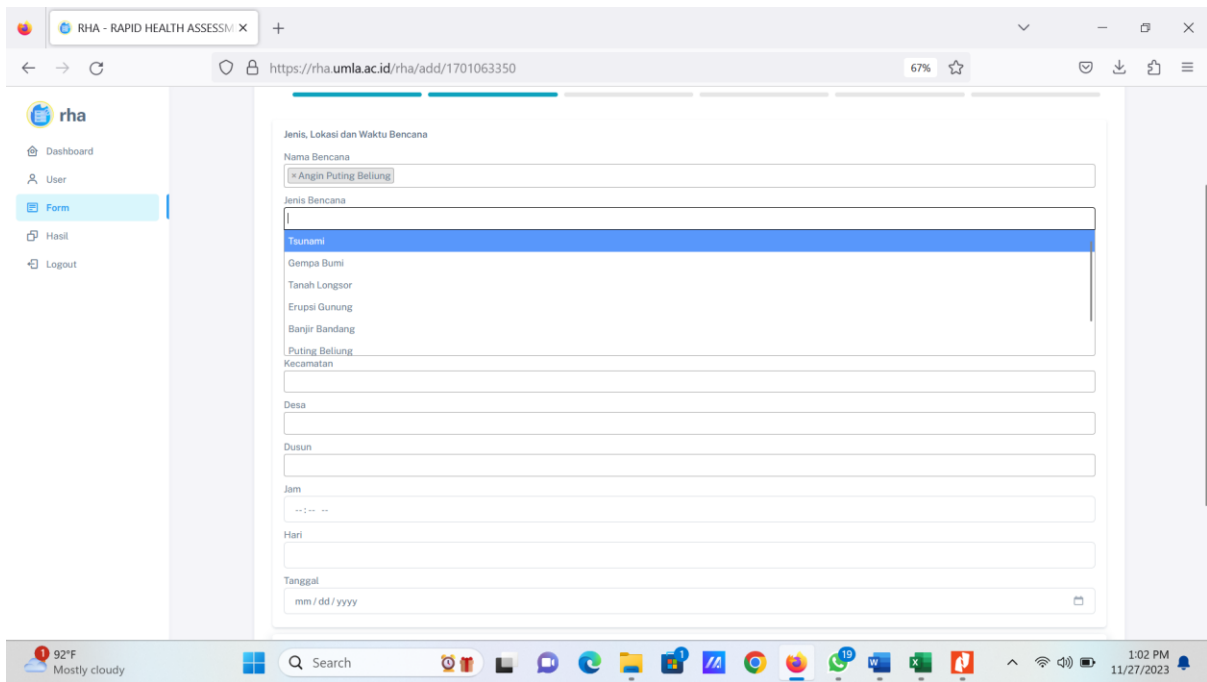 RHA - RAPID HEALTH ASSESSM
https://rha.umla.ac.id/rha/add/1701063350
67%
rha
Dashboard
User
Form
Hasil
Logout
Jenis, Lokasi dan Waktu Bencana
Nama Bencana
× Angin Puting Beliung
Jenis Bencana
Tsunami
Gempa Bumi
Tanah Longsor
Erupsi Gunung
Banjir Bandang
Puting Beliung
Kecamatan
Desa
Dusun
Jam
--:-- --
Hari
Tanggal
mm / dd / yyyy
1
92°F
Mostly cloudy
Search
1
19
1:02 PM
11/27/2023